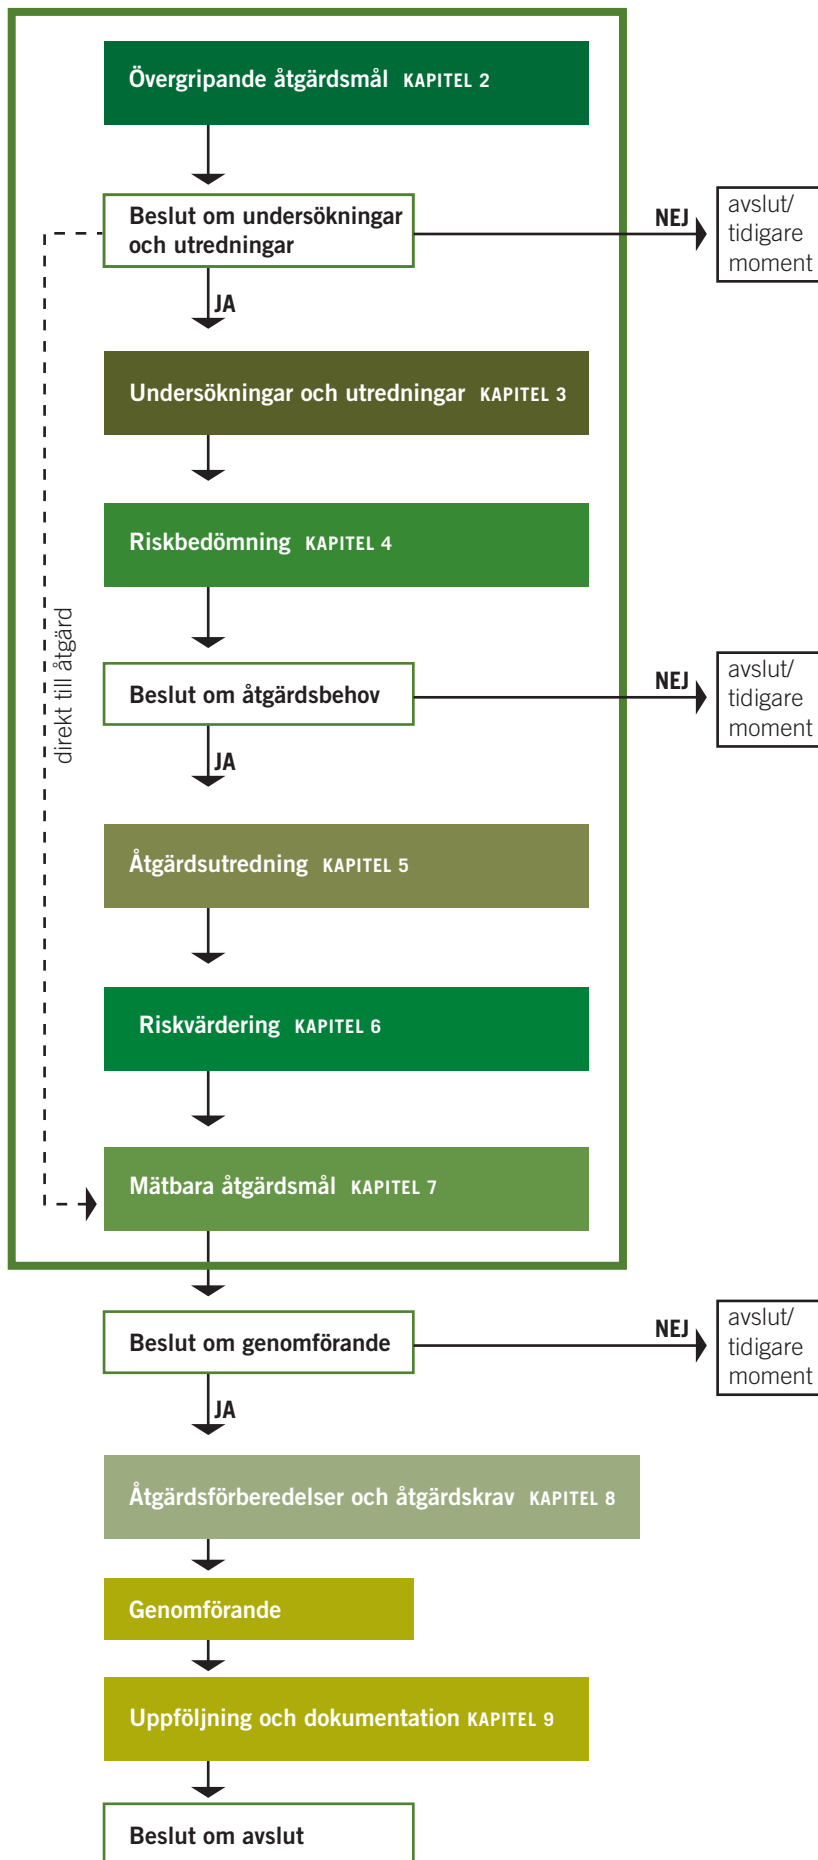 Övergripande åtgärdsmål KAPITEL 2
Beslut om undersökningar
och utredningar
NEJ
avslut/
tidigare
moment
JA
Undersökningar och utredningar KAPITEL 3
Riskbedömning KAPITEL 4
direkt till åtgärd
Beslut om åtgärdsbehov
NEJ
avslut/
tidigare
moment
JA
Åtgärdsutredning KAPITEL 5
Riskvärdering KAPITEL 6
Mätbara åtgärdsmål KAPITEL 7
Beslut om genomförande
NEJ
avslut/
tidigare
moment
JA
Åtgärdsförberedelser och åtgärdskrav KAPITEL 8
Genomförande
Uppföljning och dokumentation KAPITEL 9
Beslut om avslut